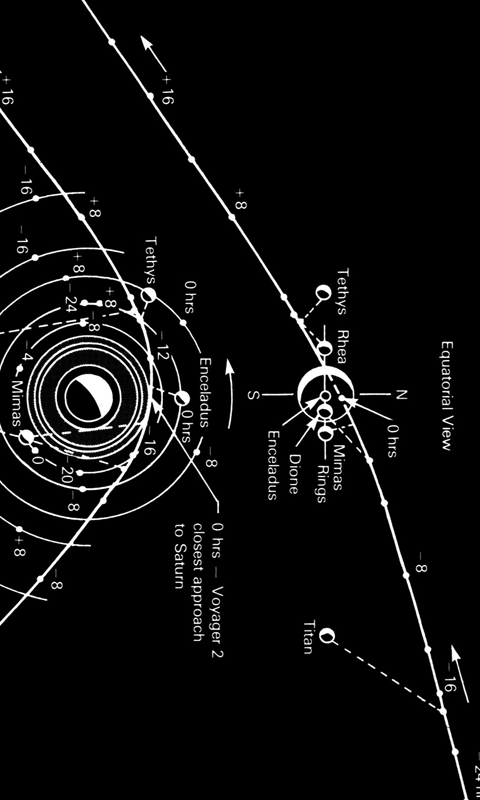 − 24 hr
Equatorial View
− 16
− 8
N
0 hrs
+ 8
+ 16
Tethys
Rhea
Mimas
Rings
Dione
Enceladus
Titan
S
0 hrs — Voyager 2
closest approach
to Saturn
Enceladus
− 8
0 hrs
0 hrs
Tethys
− 12
− 16
+ 8
− 8
+ 8
− 24
− 20
− 8
+ 8
− 8
− 4
0
Mimas
− 16
− 16
+ 8
+ 16